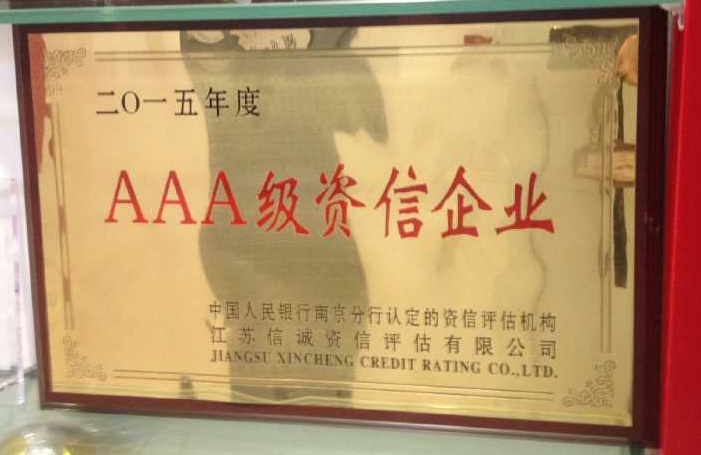 二〇一五年度
AAA级资信企业
中国人民银行南京分行认定的资信评估机构
江苏信诚资信评估有限公司
JIANGSU XINCHENG CREDIT RATING CO.,LTD.